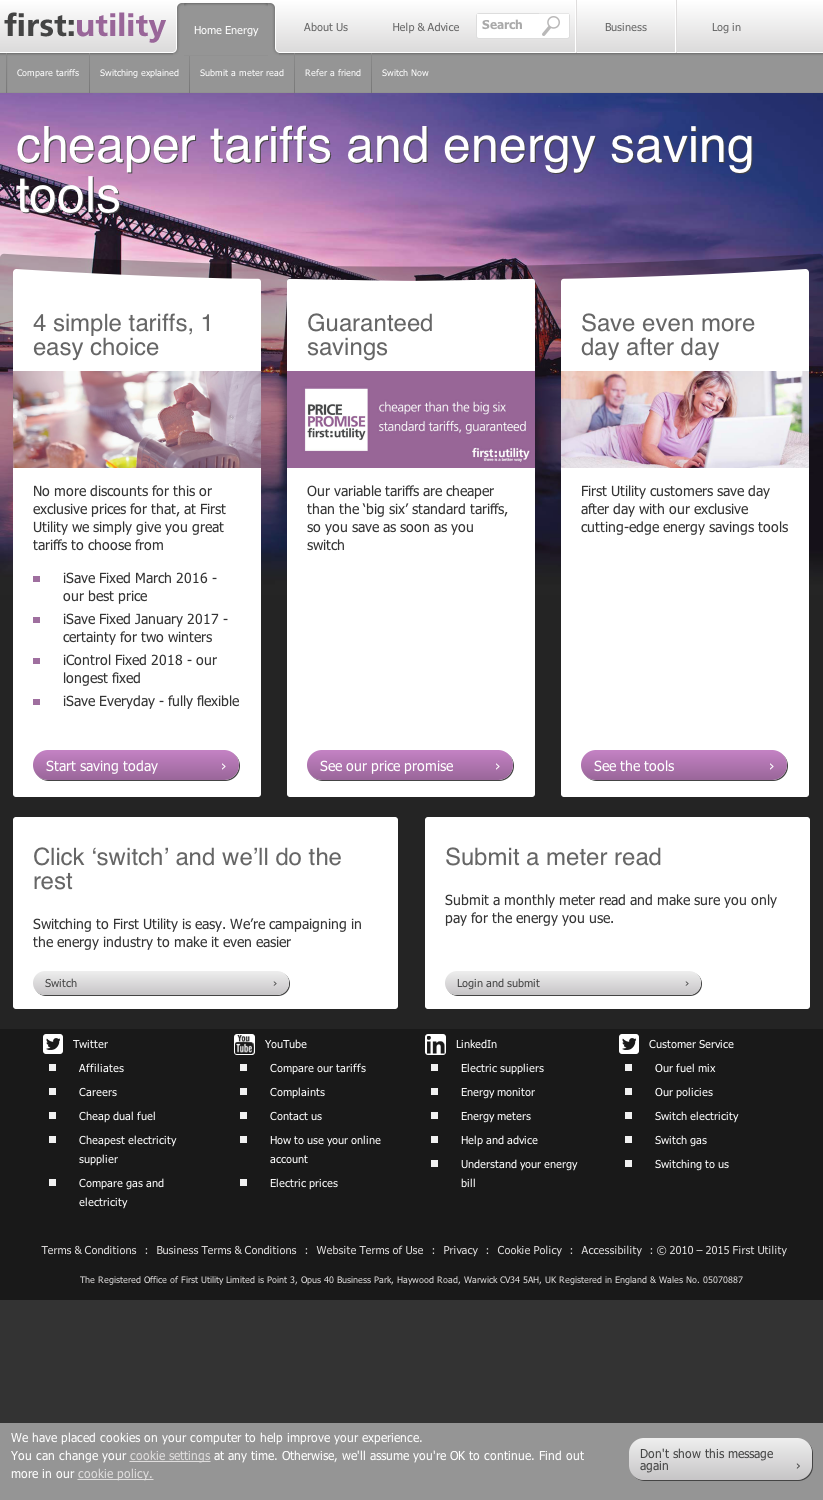 first:utility
Home Energy
About Us
Help & Advice
Search
Business
Log in
Compare tariffs
Switching explained
Submit a meter read
Refer a friend
Switch Now
cheaper tariffs and energy saving
tools
4 simple tariffs, 1
easy choice
No more discounts for this or
exclusive prices for that, at First
Utility we simply give you great
tariffs to choose from
iSave Fixed March 2016 -
our best price
iSave Fixed January 2017 -
certainty for two winters
iControl Fixed 2018 - our
longest fixed
iSave Everyday - fully flexible
Start saving today ›
Guaranteed
savings
PRICE
PROMISE
first:utility
cheaper than the big six
standard tariffs, guaranteed
first:utility
there is a better way
Our variable tariffs are cheaper
than the ‘big six’ standard tariffs,
so you save as soon as you
switch
See our price promise ›
Save even more
day after day
First Utility customers save day
after day with our exclusive
cutting-edge energy savings tools
See the tools ›
Click ‘switch’ and we’ll do the
rest
Switching to First Utility is easy. We’re campaigning in
the energy industry to make it even easier
Switch ›
Submit a meter read
Submit a monthly meter read and make sure you only
pay for the energy you use.
Login and submit ›
Twitter
Affiliates
Careers
Cheap dual fuel
Cheapest electricity
supplier
Compare gas and
electricity
You
Tube
YouTube
Compare our tariffs
Complaints
Contact us
How to use your online
account
Electric prices
in
LinkedIn
Electric suppliers
Energy monitor
Energy meters
Help and advice
Understand your energy
bill
Customer Service
Our fuel mix
Our policies
Switch electricity
Switch gas
Switching to us
Terms & Conditions : Business Terms & Conditions : Website Terms of Use : Privacy : Cookie Policy : Accessibility : © 2010 – 2015 First Utility
The Registered Office of First Utility Limited is Point 3, Opus 40 Business Park, Haywood Road, Warwick CV34 5AH, UK Registered in England & Wales No. 05070887
We have placed cookies on your computer to help improve your experience.
You can change your cookie settings at any time. Otherwise, we'll assume you're OK to continue. Find out
more in our cookie policy.
Don't show this message
again ›